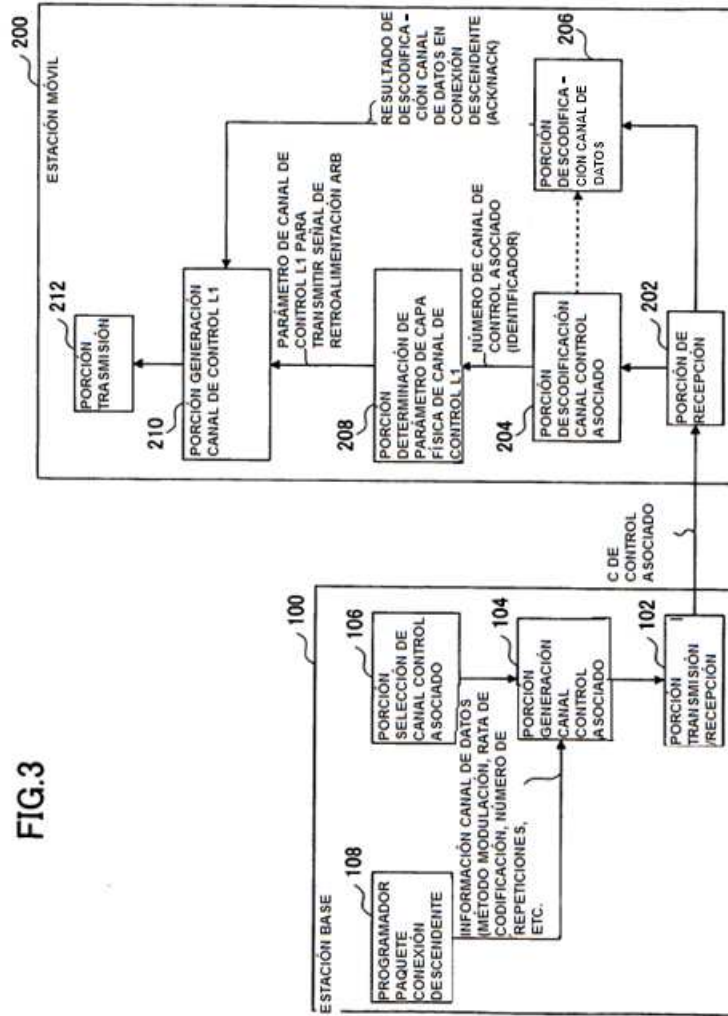 FIG.3
ESTACIÓN BASE
100
PROGRAMADOR
PAQUETE
CONEXIÓN
DESCENDENTE
108
INFORMACIÓN CANAL DE DATOS
(MÉTODO MODULACIÓN, RATA DE
CODIFICACIÓN, NÚMERO DE
REPETICIONES,
ETC.
PORCIÓN
SELECCIÓN DE
CANAL CONTROL
ASOCIADO
106
PORCIÓN
GENERACIÓN
CANAL
CONTROL
ASOCIADO
104
PORCIÓN
TRANSMISIÓN
/RECEPCIÓN
102
C DE
CONTROL
ASOCIADO
ESTACIÓN MÓVIL
200
PORCIÓN
TRASMISIÓN
212
PORCIÓN GENERACIÓN
CANAL DE CONTROL L1
210
PARÁMETRO DE CANAL DE
CONTROL L1 PARA
TRANSMITIR SEÑAL DE
RETROALIMENTACIÓN ARB
RESULTADO DE
DESCODIFICA –
CIÓN CANAL
DE DATOS EN
CONEXIÓN
DESCENDENTE
(ACK/NACK)
PORCIÓN
DETERMINACIÓN DE
PARÁMETRO DE CAPA
FÍSICA DE CANAL DE
CONTROL L1
208
NÚMERO DE CANAL DE
CONTROL ASOCIADO
(IDENTIFICADOR)
PORCIÓN
DESCODIFICACIÓN
CANAL CONTROL
ASOCIADO
204
PORCIÓN
DESCODIFICA –
CIÓN CANAL DE
DATOS
206
PORCIÓN DE
RECEPCIÓN
202